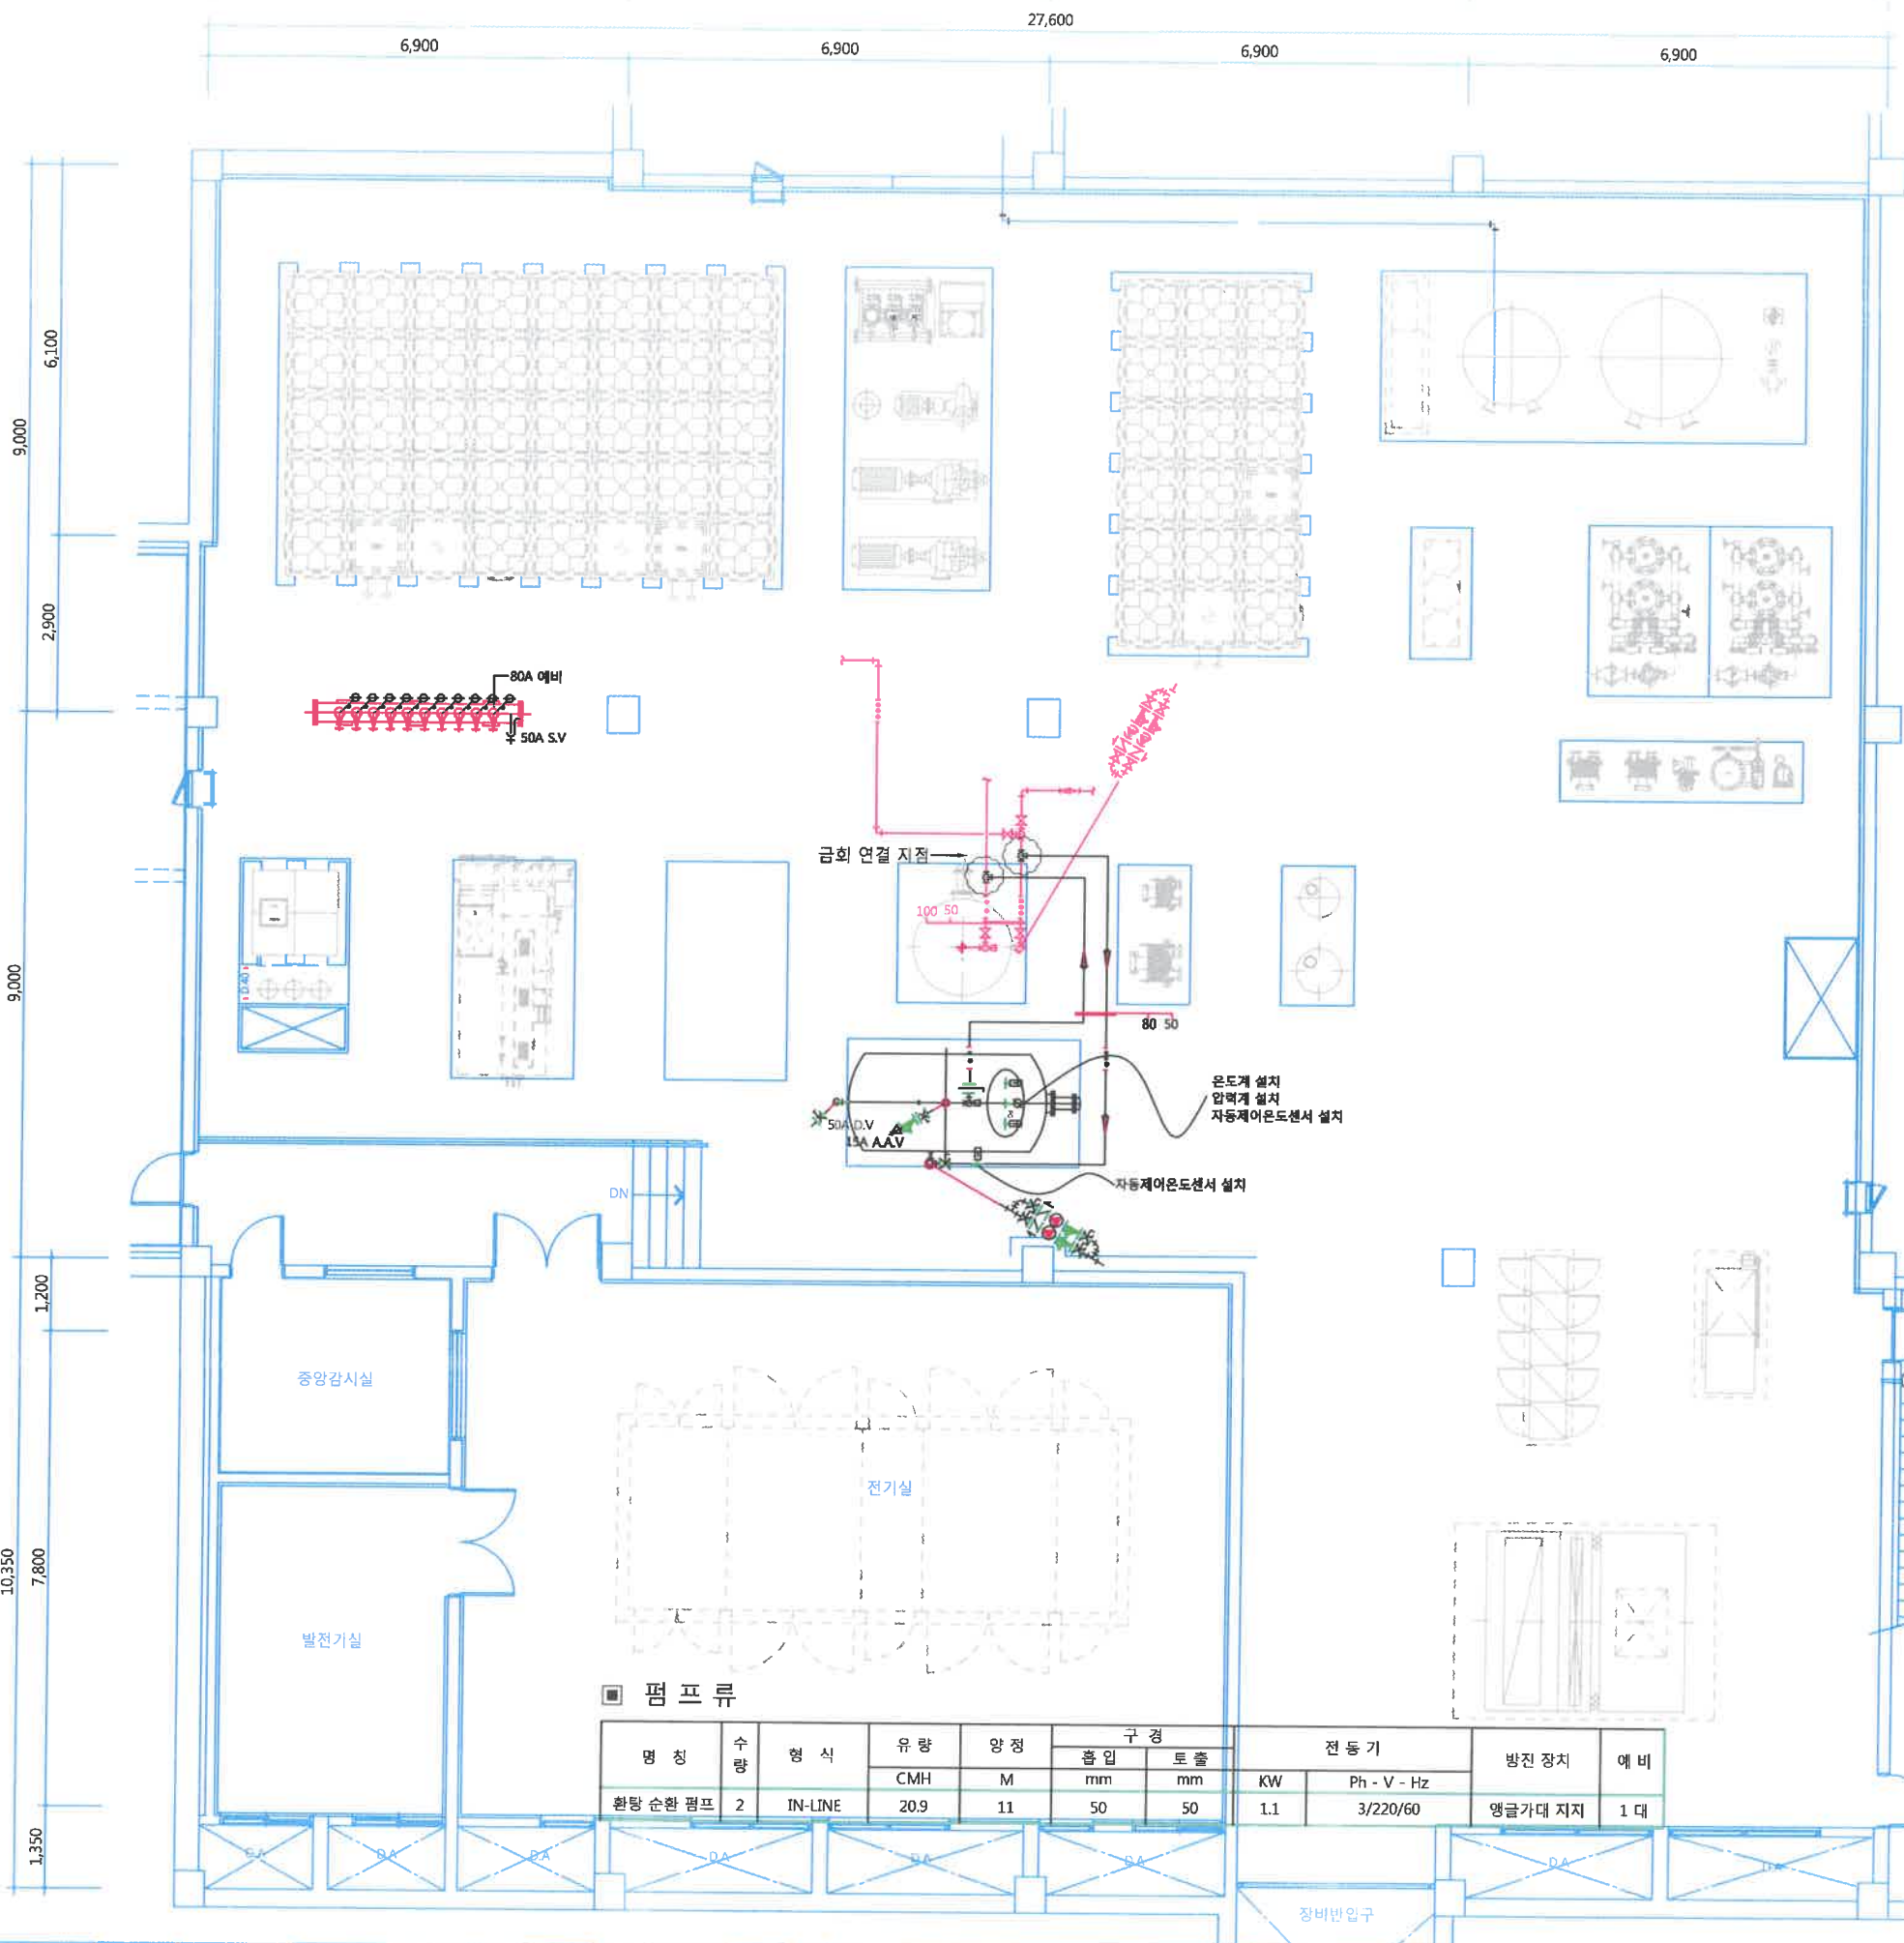 27,600
6,900
6,900
6,900
6,900
6,100
9,000
2,900
80A 예비
50A S.V
금회 연결 지점
100 50
D.40
9,000
80 50
온도계 설치
압력계 설치
자동제어온도센서 설치
50A D.V
15A A.A.V
자동제어온도센서 설치
DN
1,200
중앙감시실
전기실
10,350
7,800
발전기실
▣ 펌 프 류
명 칭 수량 형 식 유 량 양 정 구 경 전 동 기 방진 장치 예 비
흡 입 토 출
CMH M mm mm KW Ph - V - Hz
환탕 순환 펌프 2 IN-LINE 20.9 11 50 50 1.1 3/220/60 앵글가대 지지 1 대
1,350
D.A D.A D.A D.A D.A D.A D.A D.A
장비반입구